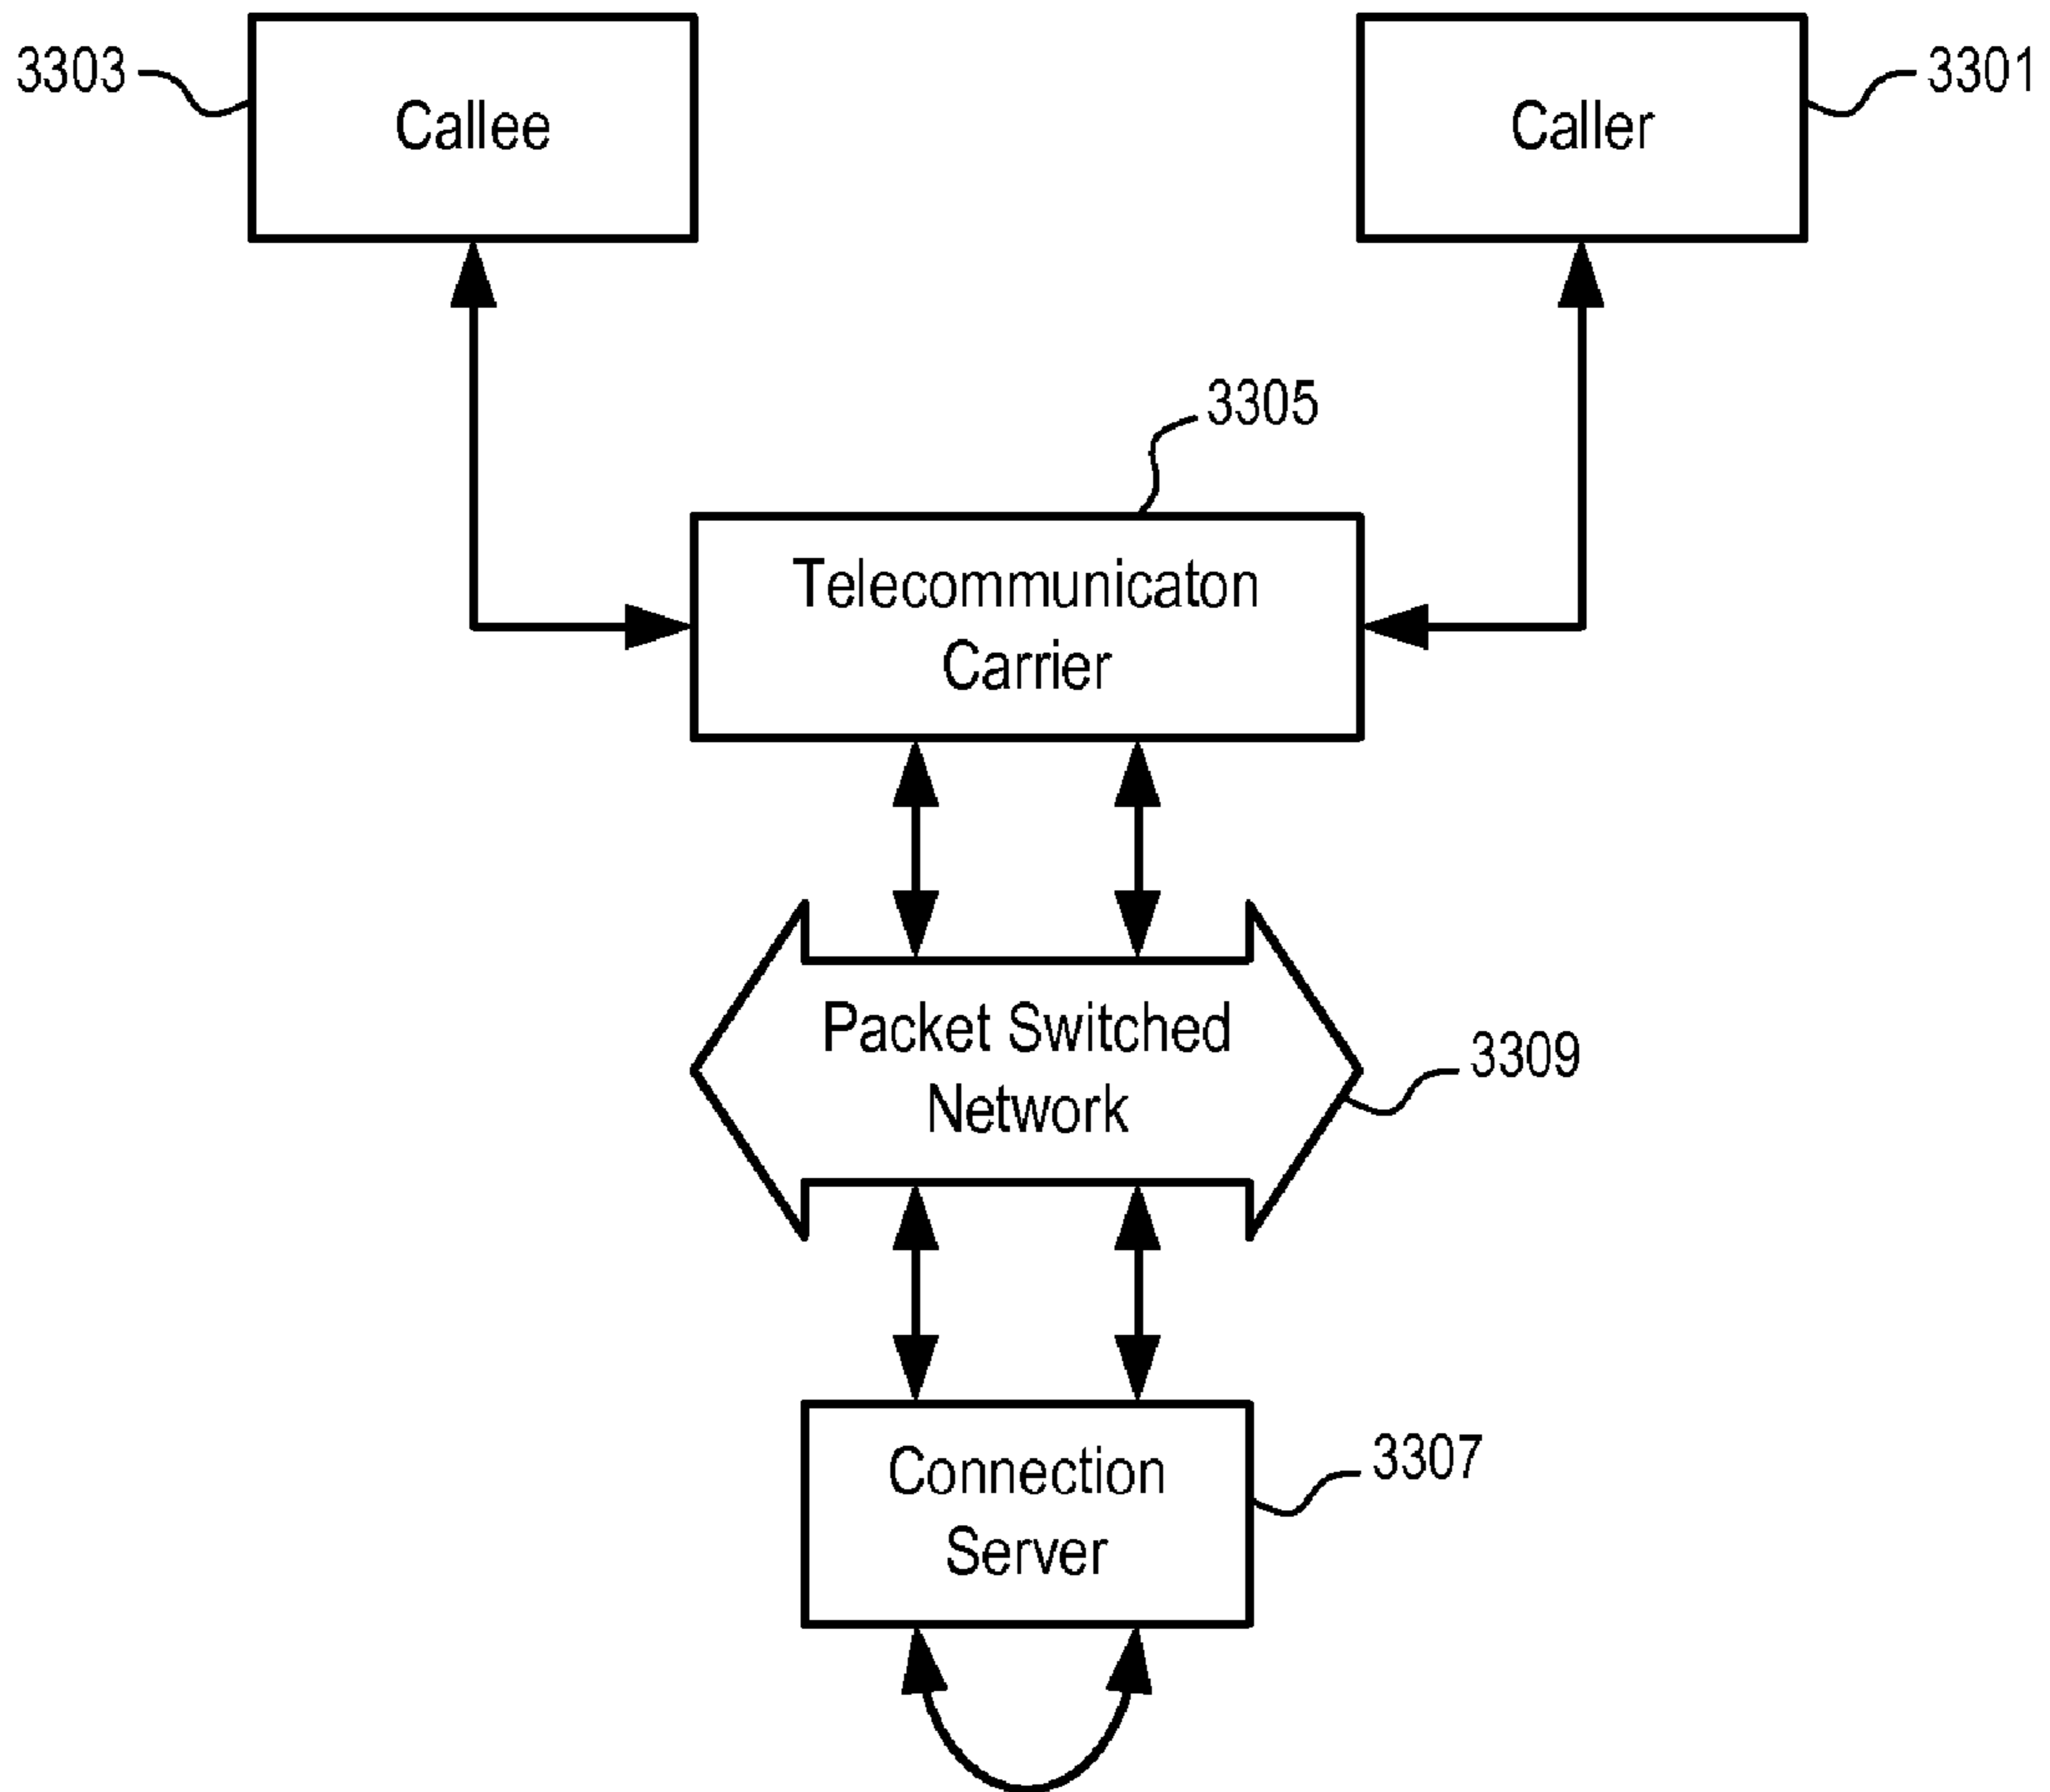 3303
Callee
Caller
3301
3305
Telecommunicaton
Carrier
Packet Switched
Network
3309
Connection
Server
3307